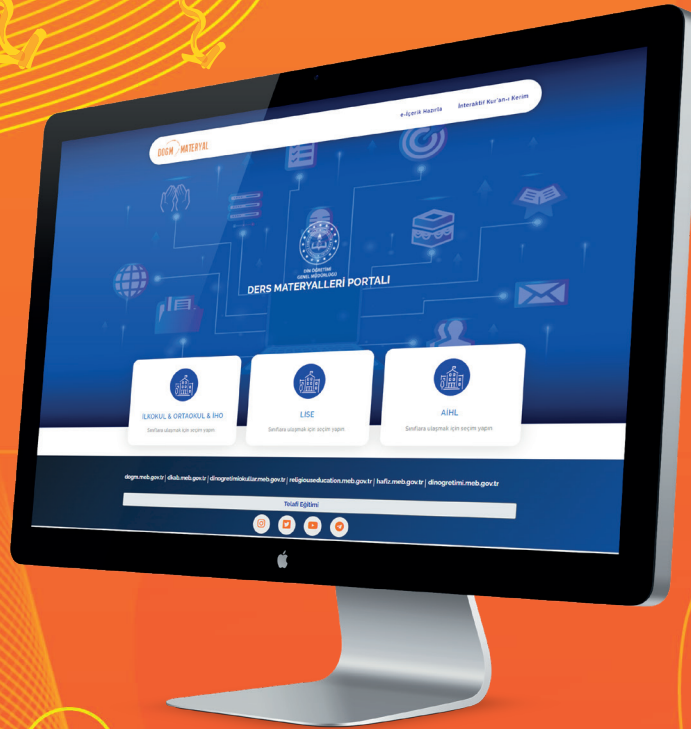 DÖGM MATERYAL
e-İçerik Hazırla
İnteraktif Kur'an-ı Kerim
DİN ÖĞRETİMİ
GENEL MÜDÜRLÜĞÜ
DERS MATERYALLERİ PORTALI
İLKOKUL & ORTAOKUL & İHO
Sınıflara ulaşmak için seçim yapın.
LİSE
Sınıflara ulaşmak için seçim yapın.
AİHL
Sınıflara ulaşmak için seçim yapın.
dogm.meb.gov.tr | dkab.meb.gov.tr | dinogretimiokullar.meb.gov.tr | religiouseducation.meb.gov.tr | hafiz.meb.gov.tr | dinogretimi.meb.gov.tr
Telafi Eğitimi